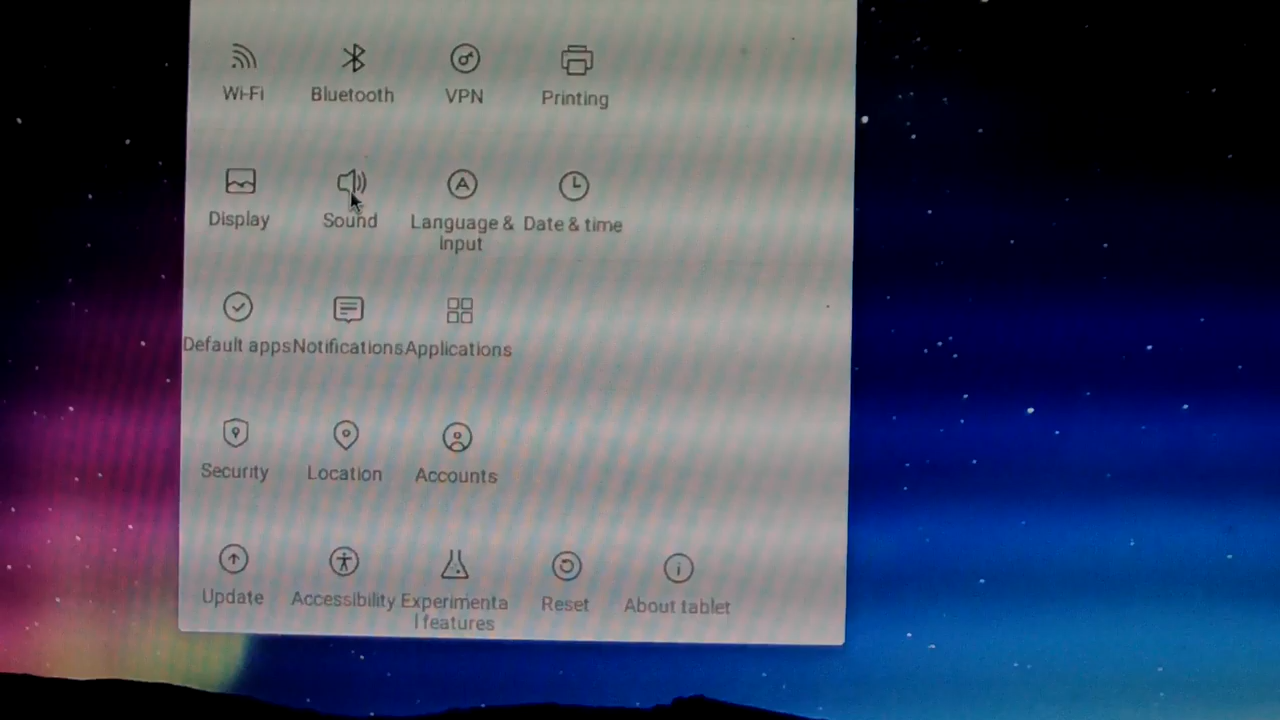 Wi-Fi Bluetooth VPN Printing
Display Sound Language & Date & time
Input
Default apps Notifications Applications
Security Location Accounts
Update Accessibility Experimenta Reset About tablet
l features